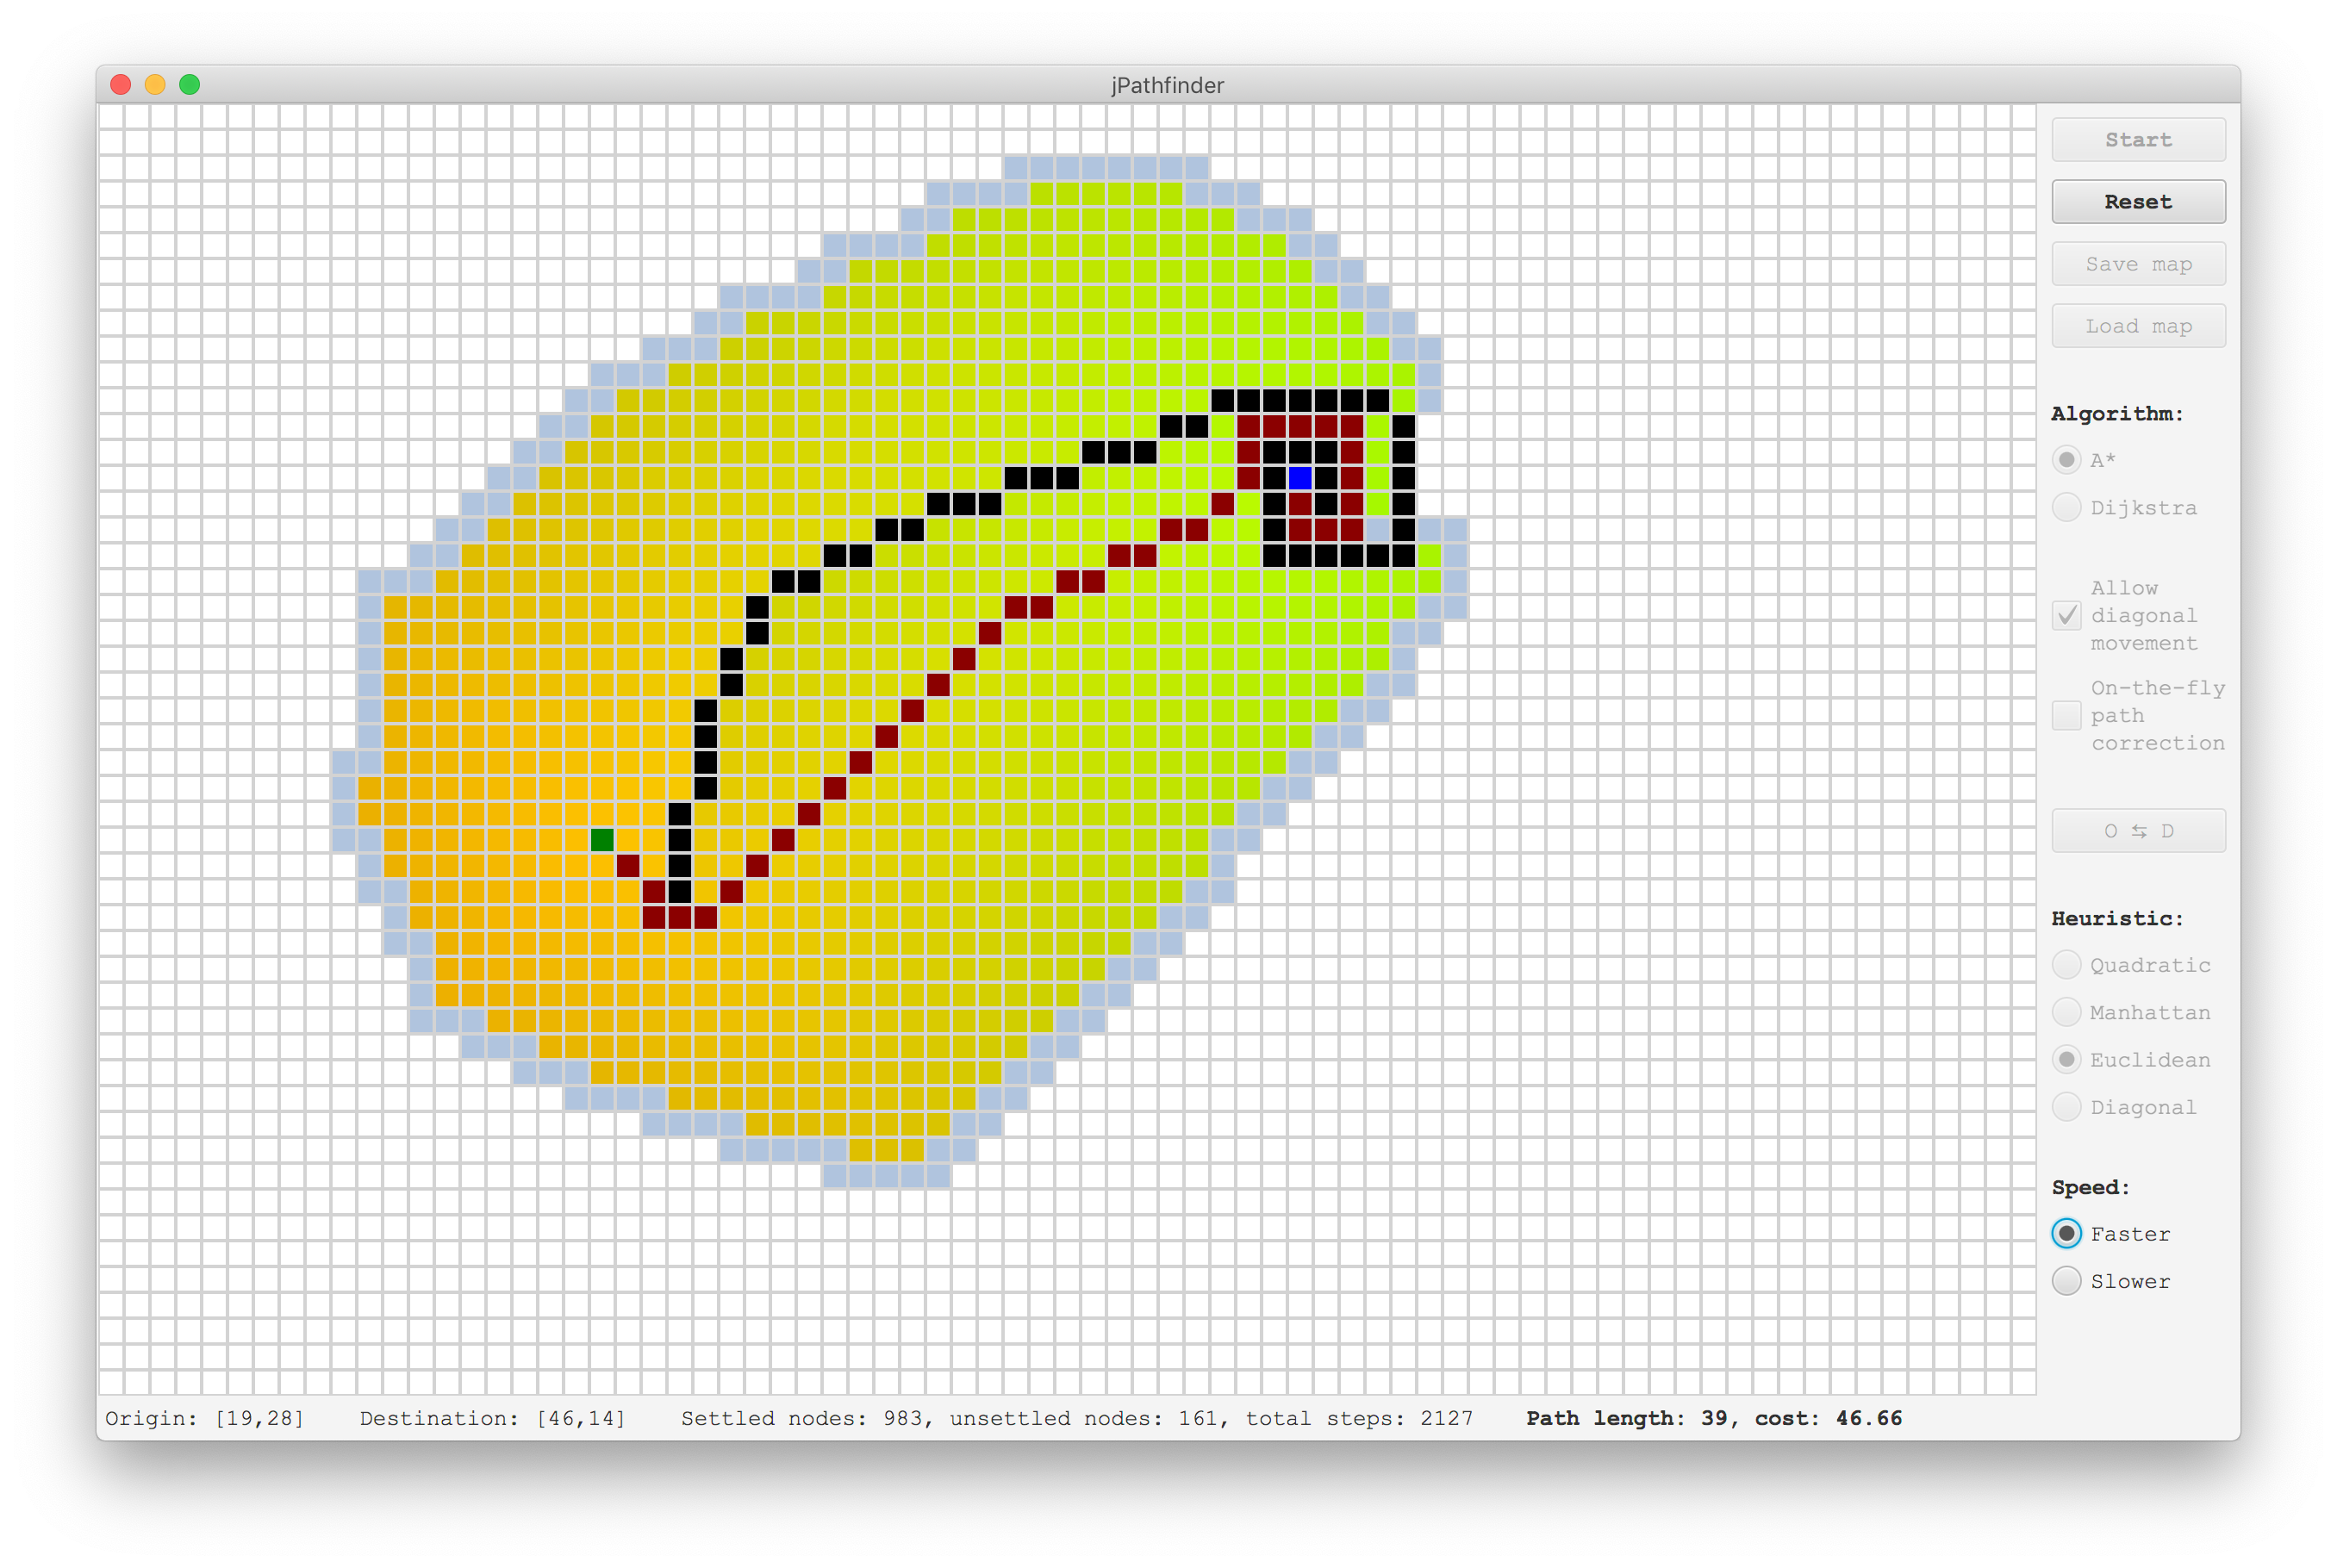 jPathfinder
Start
Reset
Save map
Load map
Algorithm:
A*
Dijkstra
Allow
diagonal
movement
On-the-fly
path
correction
O ⇆ D
Heuristic:
Quadratic
Manhattan
Euclidean
Diagonal
Speed:
Faster
Slower
Origin: [19,28] Destination: [46,14] Settled nodes: 983, unsettled nodes: 161, total steps: 2127 Path length: 39, cost: 46.66